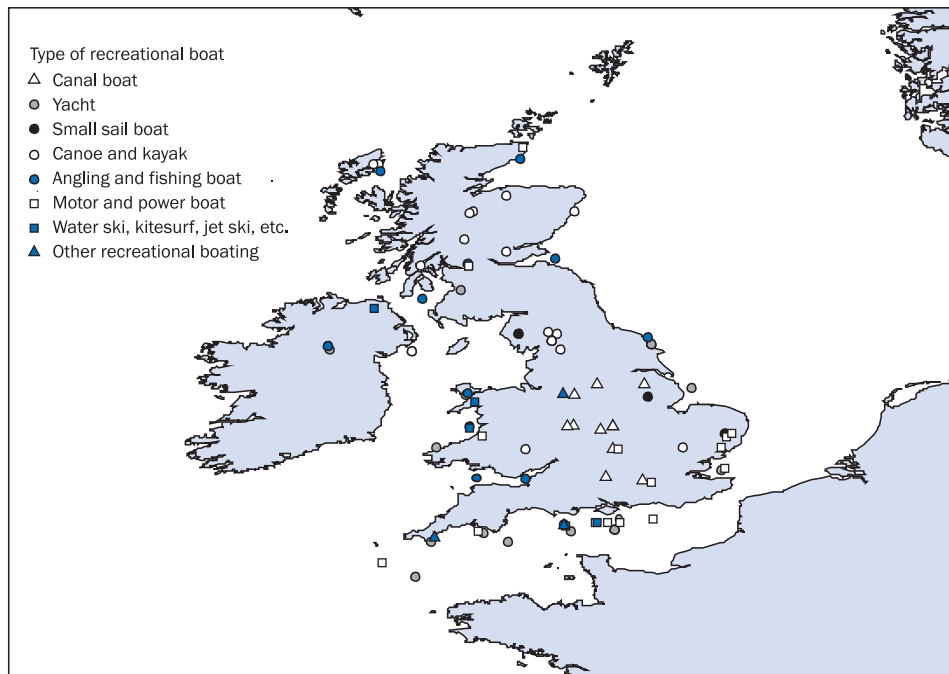 Type of recreational boat
Canal boat
Yacht
Small sail boat
Canoe and kayak
Angling and fishing boat
Motor and power boat
Water ski, kitesurf, jet ski, etc.
Other recreational boating